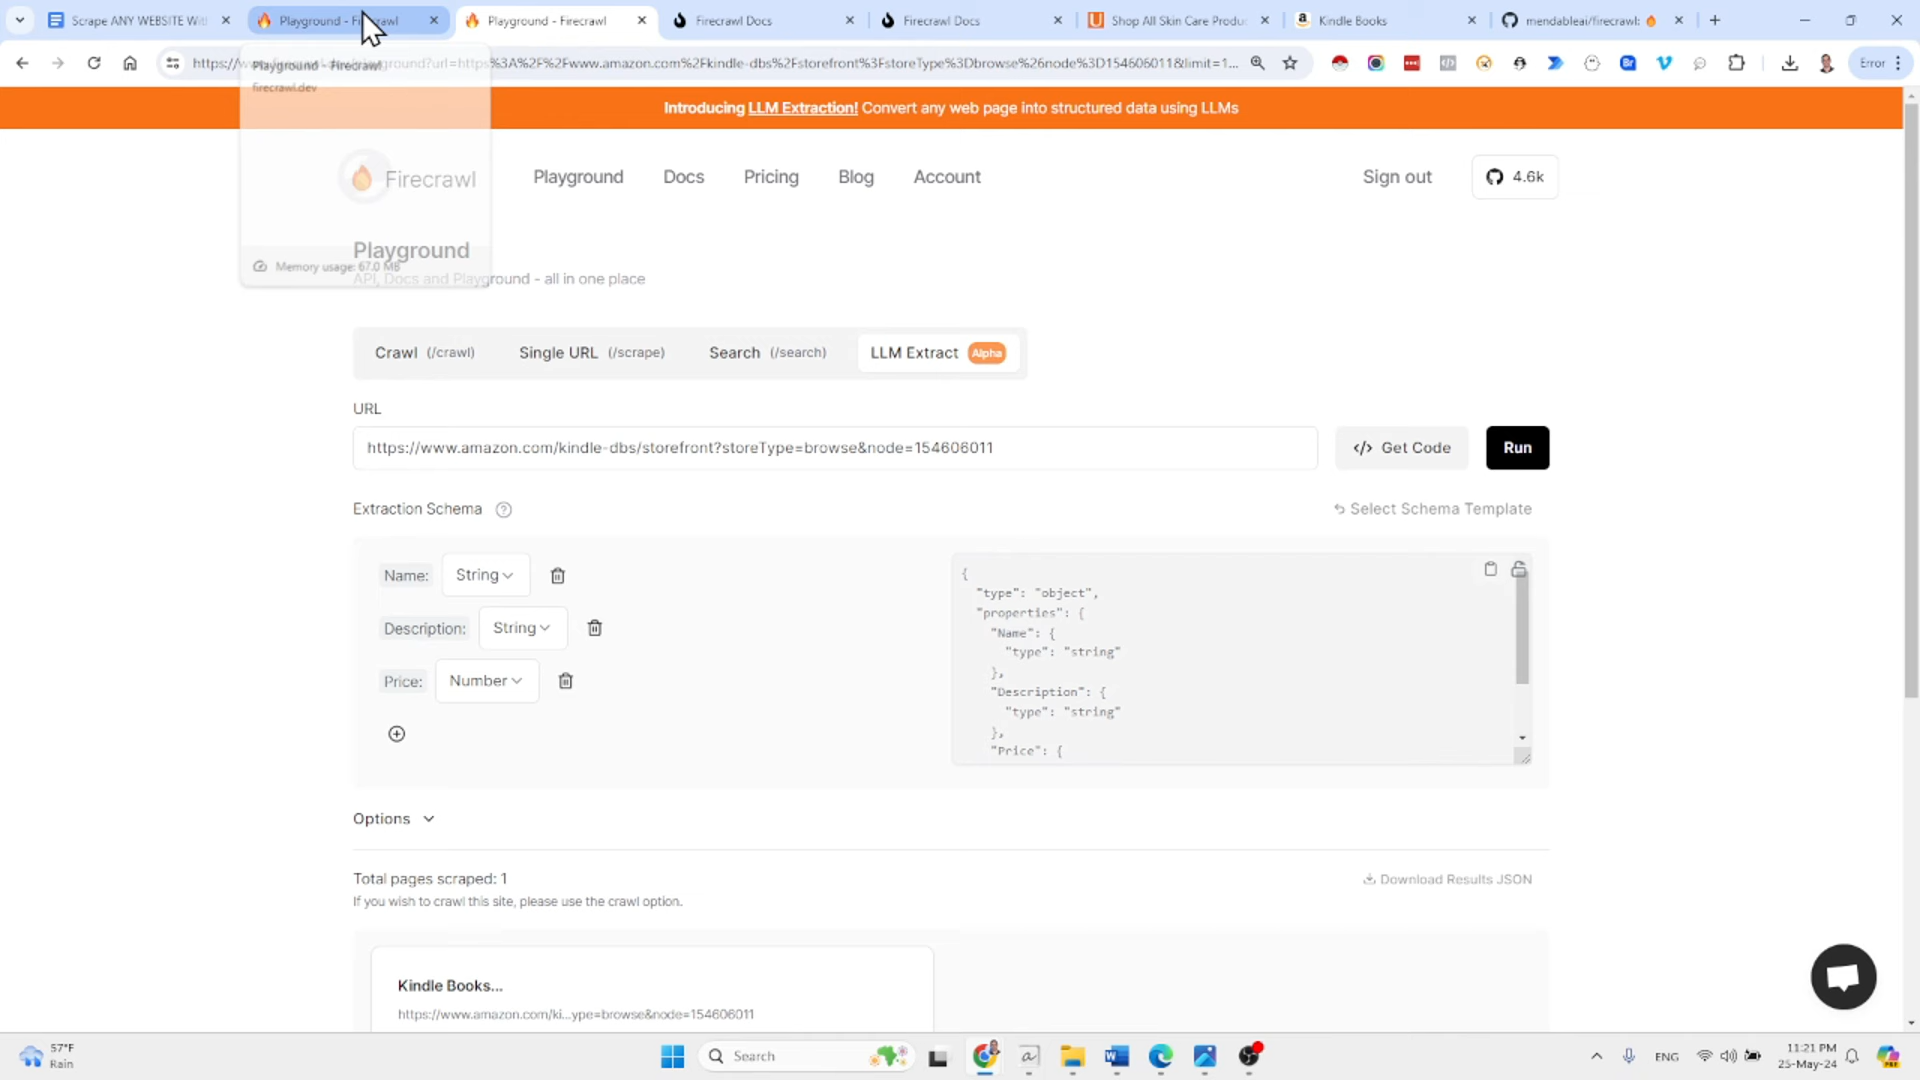 Scrape ANY WEBSITE Wit
Playground - Firecrawl
Playground - Firecrawl
Firecrawl Docs
Firecrawl Docs
Shop All Skin Care Produc
Kindle Books
mendableai/firecrawl:
Playground - Firecrawl
firecrawl.dev
Memory usage: 67.0 MB
Error
Introducing LLM Extraction! Convert any web page into structured data using LLMs
Firecrawl
Playground
Docs
Pricing
Blog
Account
Sign out
4.6k
Playground
API, Docs and Playground - all in one place
Crawl (/crawl)
Single URL (/scrape)
Search (/search)
LLM Extract Alpha
URL
https://www.amazon.com/kindle-dbs/storefront?storeType=browse&node=154606011
</> Get Code
Run
Extraction Schema
Select Schema Template
Name: String
Description: String
Price: Number
{
"type": "object",
"properties": {
"Name": {
"type": "string"
},
"Description": {
"type": "string"
},
"Price": {
Options
Total pages scraped: 1
Download Results JSON
If you wish to crawl this site, please use the crawl option.
Kindle Books...
https://www.amazon.com/ki...ype=browse&node=154606011
57°F
Rain
Search
ENG
11:21 PM
25-May-24